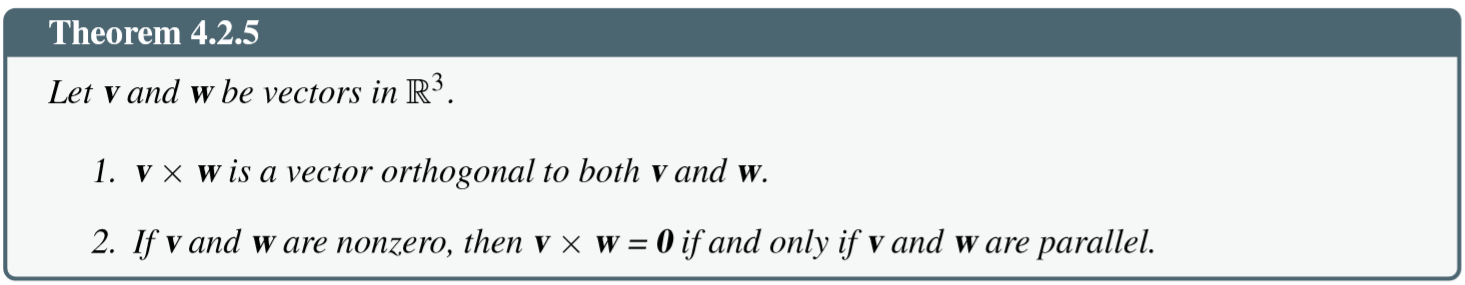 Theorem 4.2.5
Let v and w be vectors in ℝ³.
1. v × w is a vector orthogonal to both v and w.
2. If v and w are nonzero, then v × w = 0 if and only if v and w are parallel.